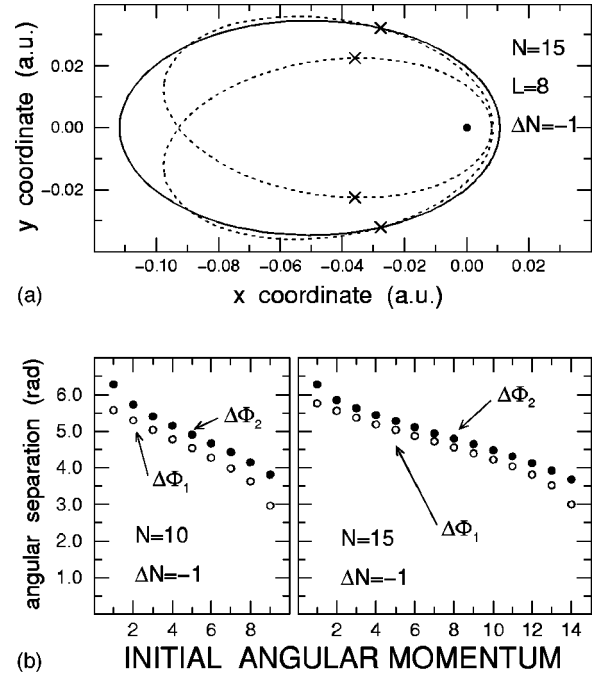 y coordinate (a.u.)
0.02
0.00
−0.02
N=15
L=8
ΔN=−1
−0.10
−0.08
−0.06
−0.04
−0.02
0.00
0.02
(a)
x coordinate (a.u.)
angular separation (rad)
6.0
5.0
4.0
3.0
2.0
1.0
ΔΦ₂
ΔΦ₁
N=10
ΔN=−1
ΔΦ₂
ΔΦ₁
N=15
ΔN=−1
2
4
6
8
2
4
6
8
10
12
14
(b)
INITIAL ANGULAR MOMENTUM